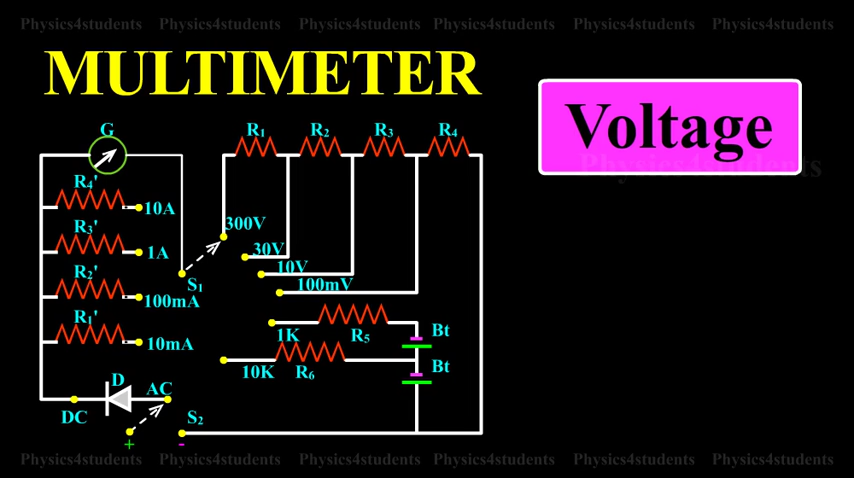 Physics4students Physics4students Physics4students Physics4students Physics4students Physics4students
MULTIMETER
Voltage
Physics4students
G
R₁ R₂ R₃ R₄
R₄'
10A
R₃'
1A
R₂'
100mA
R₁'
10mA
300V
30V
10V
100mV
S₁
1K R₅ Bt
10K R₆ Bt
D AC
DC
S₂
+ -
Physics4students Physics4students Physics4students Physics4students Physics4students Physics4students